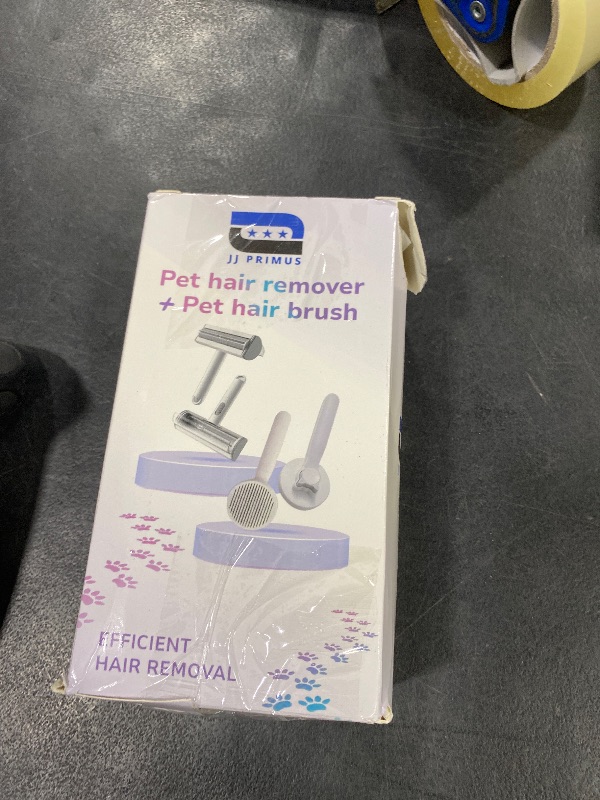 JJ PRIMUS
Pet hair remover
+ Pet hair brush
EFFICIENT
HAIR REMOVAL